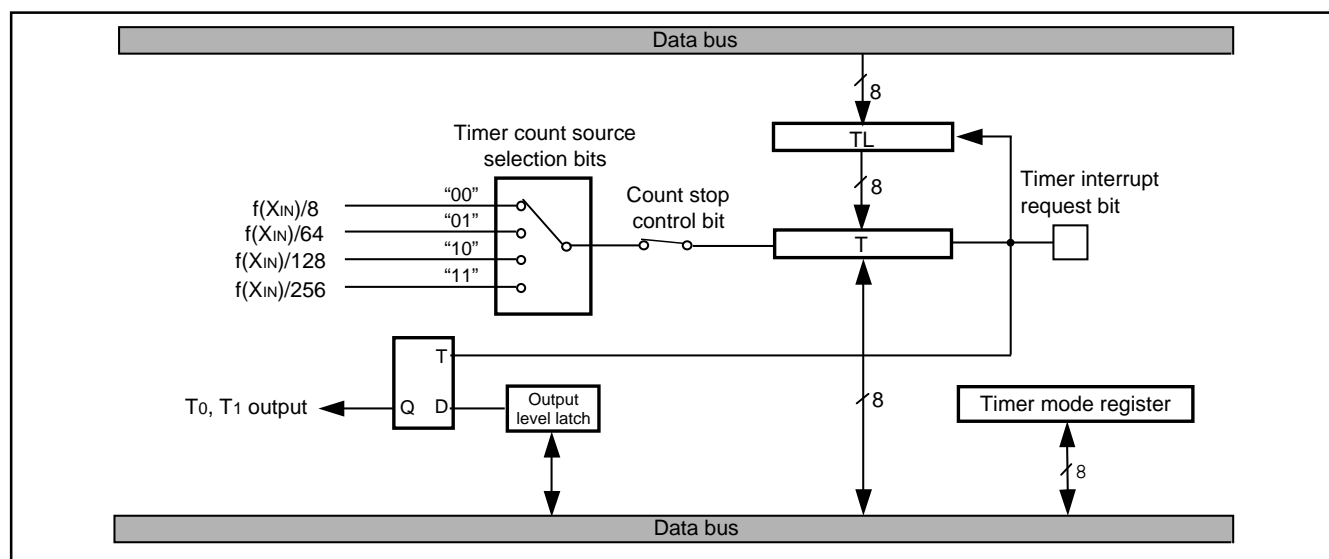 Data bus
8
TL
Timer count source
selection bits
8
Timer interrupt
request bit
Count stop
control bit
f(XIN)/8 “00”
f(XIN)/64 “01”
f(XIN)/128 “10”
f(XIN)/256 “11”
T
T
T0, T1 output
Q D
Output
level latch
8
Timer mode register
8
Data bus